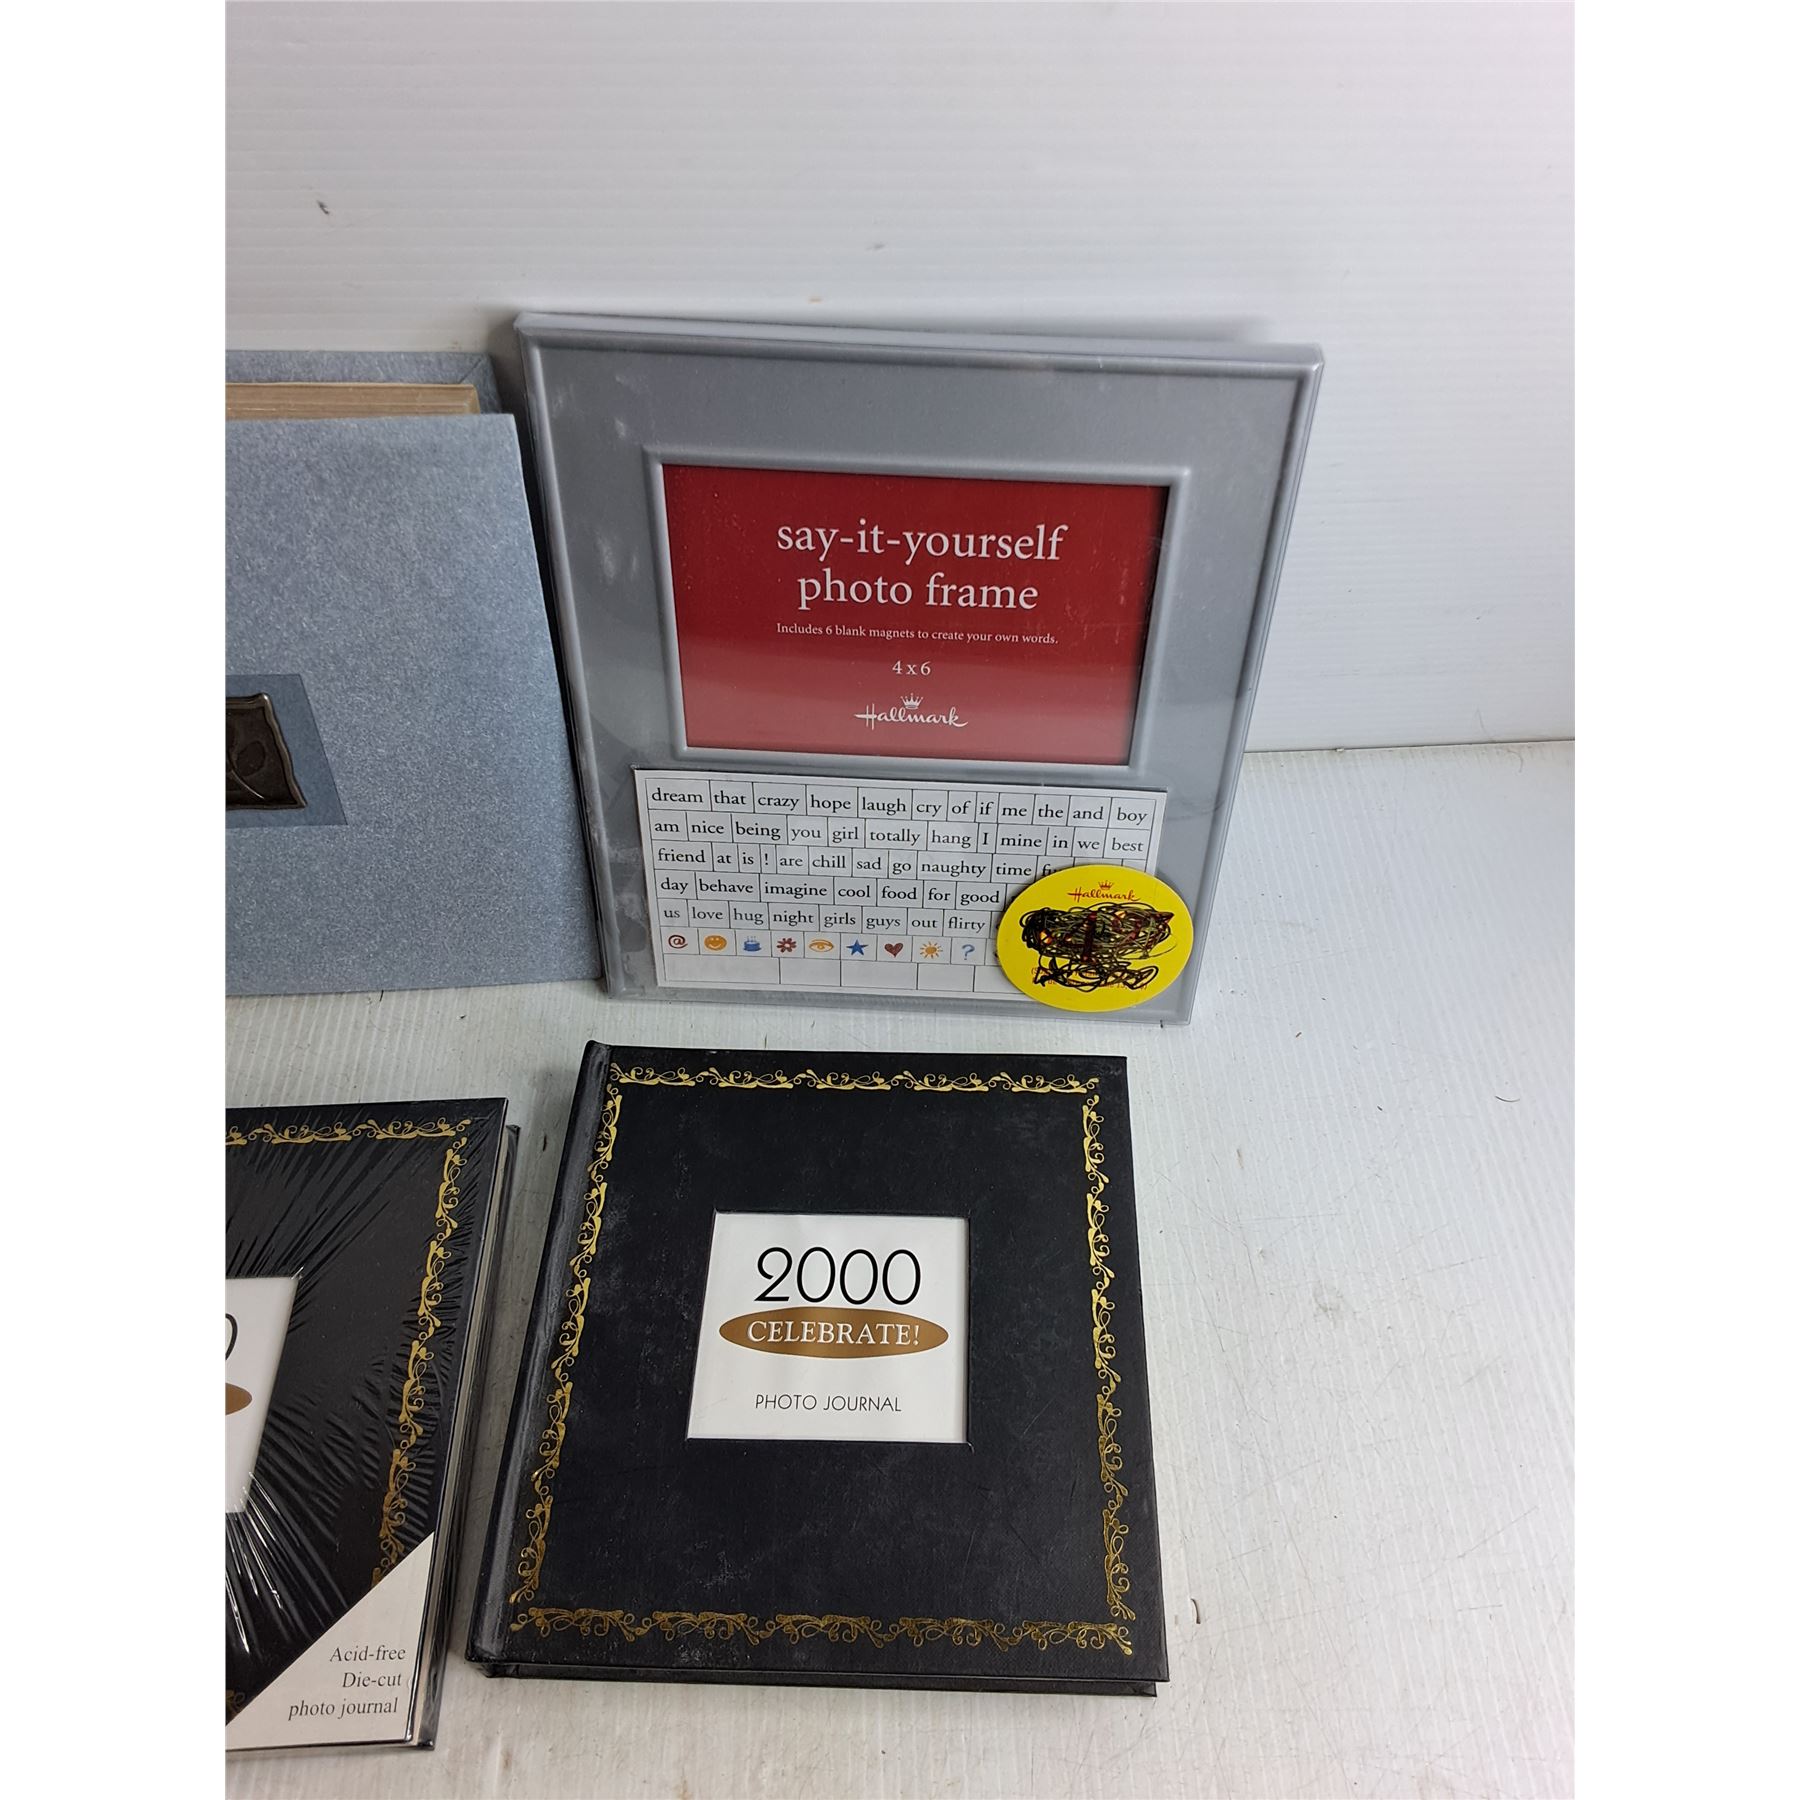 say-it-yourself
photo frame
Includes 6 blank magnets to create your own words.
4 x 6
Hallmark
dream that crazy hope laugh cry of if me the and boy
am nice being you girl totally hang I mine in we best
friend at is ! are chill sad go naughty time
day behave imagine cool food for good
us love hug night girls guys out flirty
@ ?
Hallmark
2000
CELEBRATE!
PHOTO JOURNAL
0
Acid-free
Die-cut
photo journal